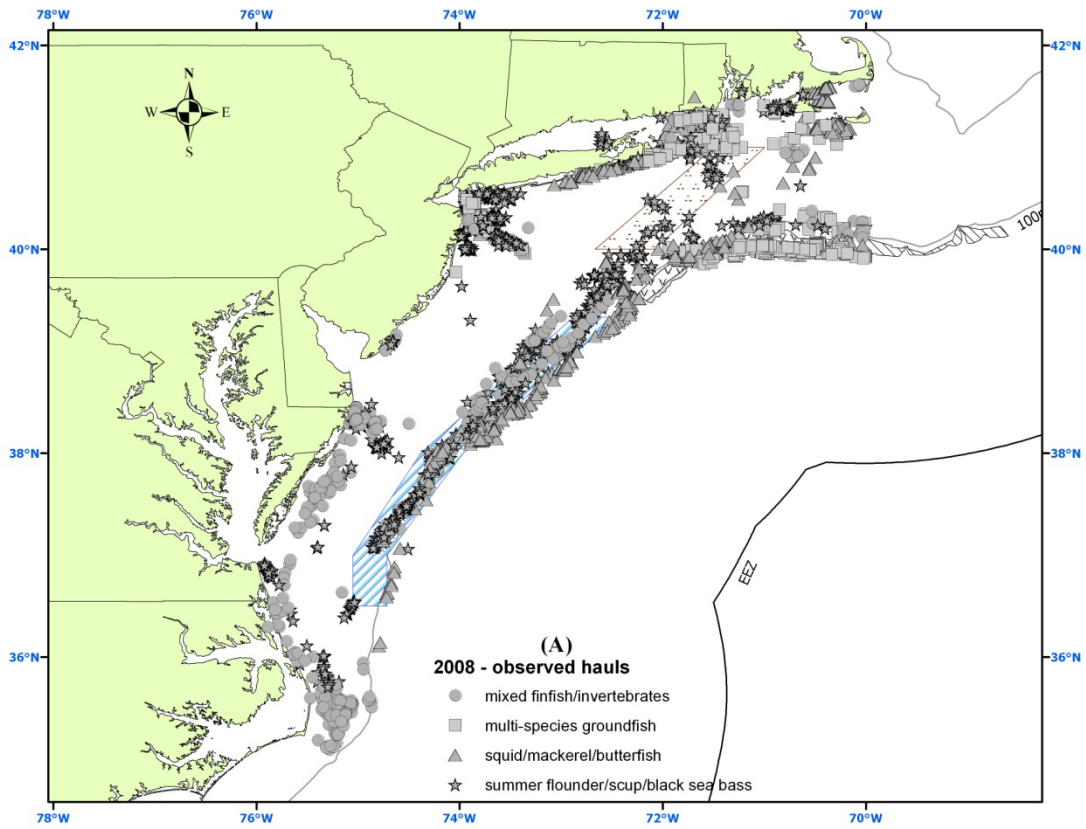 78°W 76°W 74°W 72°W 70°W
42°N 42°N
N
W E
S
40°N 40°N
100
38°N 38°N
EEZ
36°N 36°N
(A)
2008 - observed hauls
mixed finfish/invertebrates
multi-species groundfish
squid/mackerel/butterfish
summer flounder/scup/black sea bass
78°W 76°W 74°W 72°W 70°W